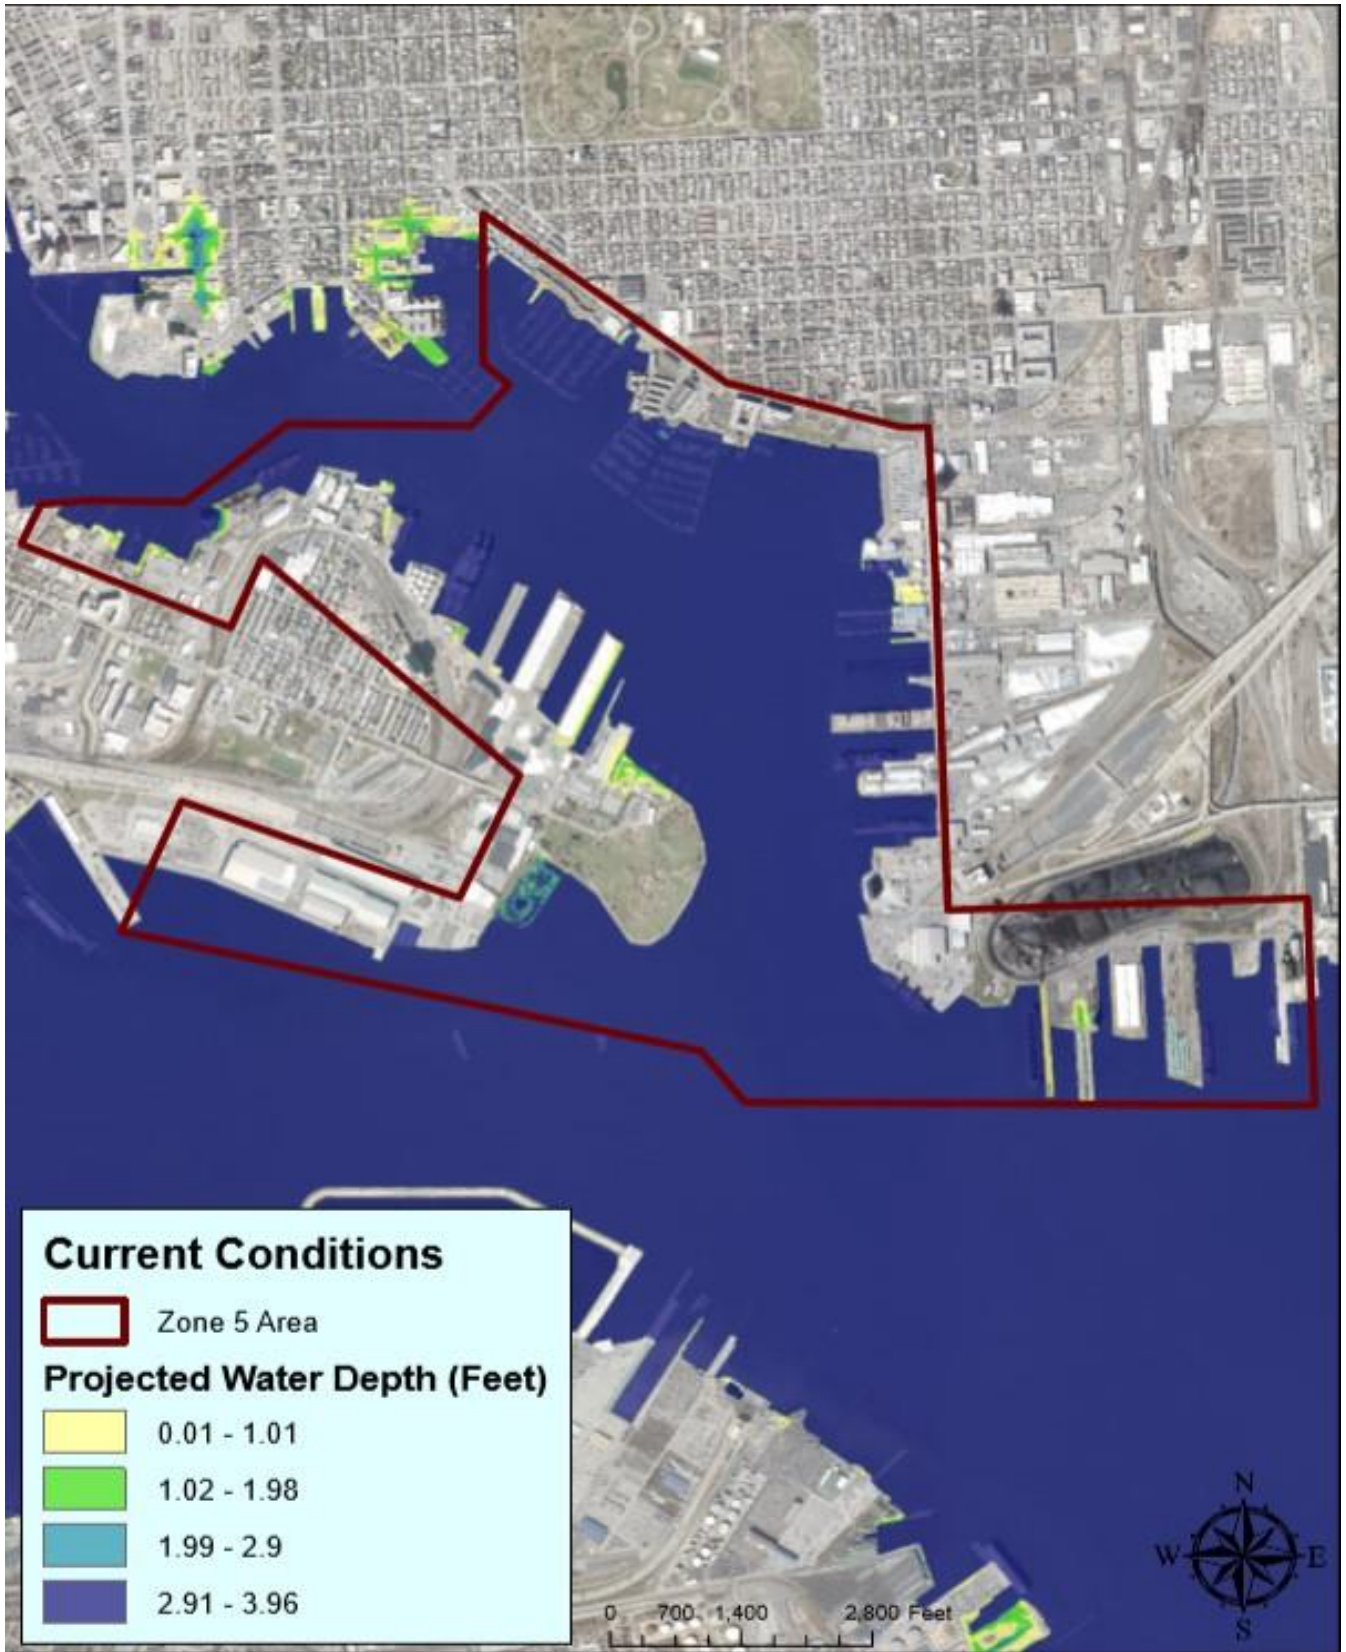 Current Conditions
Zone 5 Area
Projected Water Depth (Feet)
0.01 - 1.01
1.02 - 1.98
1.99 - 2.9
2.91 - 3.96
0 700 1,400 2,800 Feet
N
W E
S